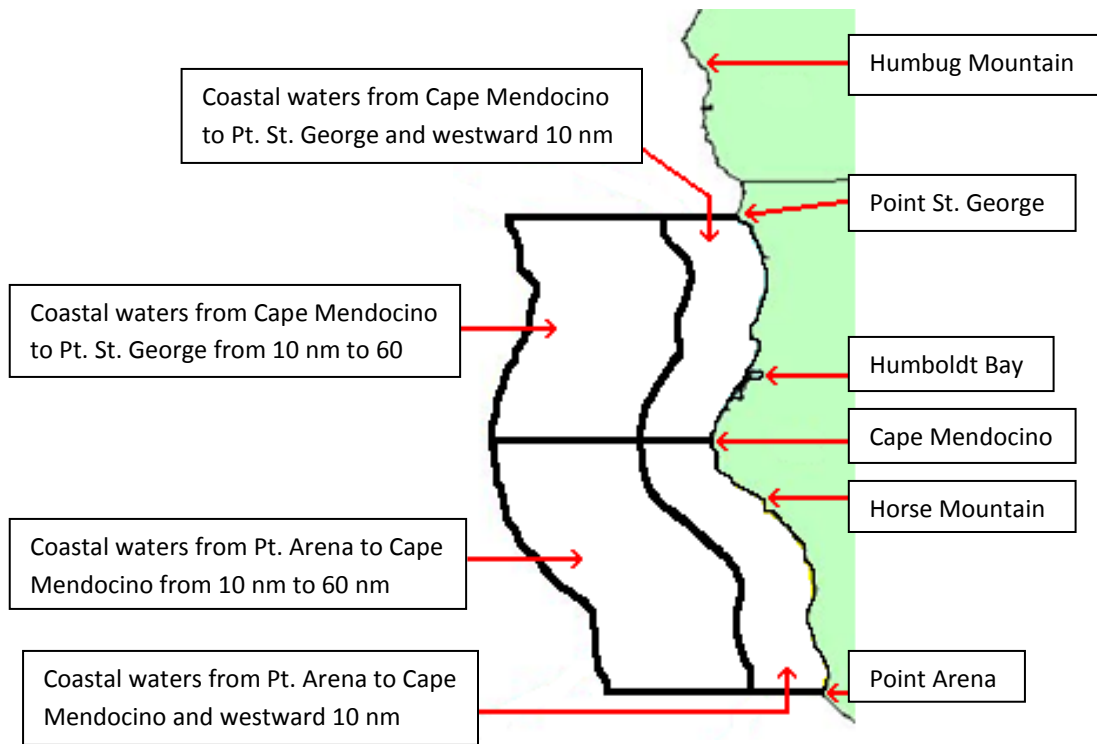 Humbug Mountain
Coastal waters from Cape Mendocino
to Pt. St. George and westward 10 nm
Point St. George
Coastal waters from Cape Mendocino
to Pt. St. George from 10 nm to 60
Humboldt Bay
Cape Mendocino
Horse Mountain
Coastal waters from Pt. Arena to Cape
Mendocino from 10 nm to 60 nm
Coastal waters from Pt. Arena to Cape
Mendocino and westward 10 nm
Point Arena